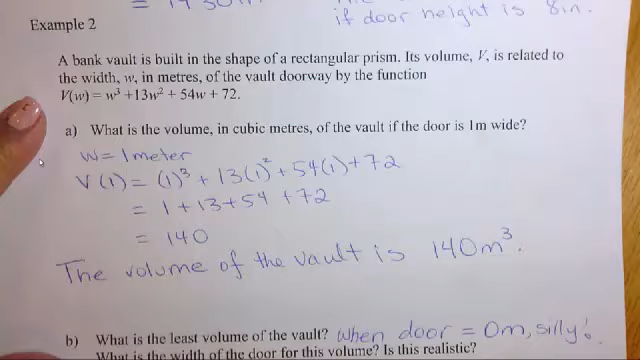 = 1430m
if door height is 8in.
Example 2
A bank vault is built in the shape of a rectangular prism. Its volume, V, is related to
the width, w, in metres, of the vault doorway by the function
V(w) = w³ +13w² + 54w + 72.
a) What is the volume, in cubic metres, of the vault if the door is 1m wide?
w = 1 meter
V(1) = (1)³ + 13(1)² + 54(1) + 72
= 1 + 13 + 54 + 72
= 140
The volume of the vault is 140m³.
b) What is the least volume of the vault? When door = 0m, silly!
What is the width of the door for this volume? Is this realistic?